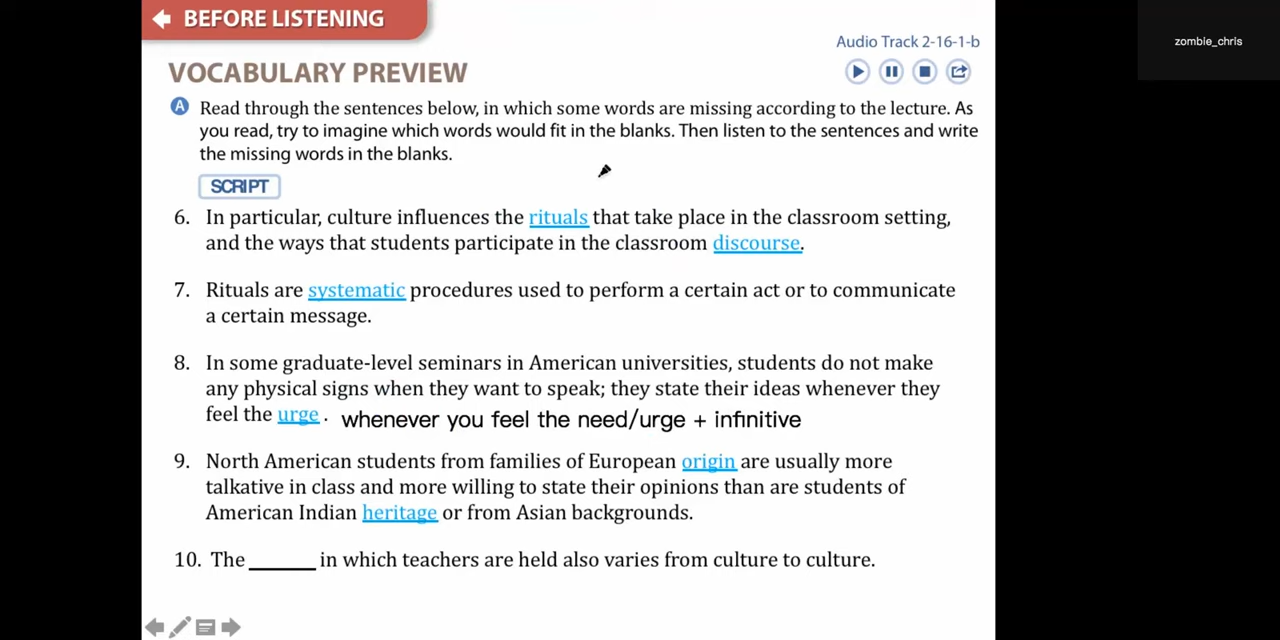 BEFORE LISTENING
Audio Track 2-16-1-b
zombie_chris
VOCABULARY PREVIEW
A Read through the sentences below, in which some words are missing according to the lecture. As
you read, try to imagine which words would fit in the blanks. Then listen to the sentences and write
the missing words in the blanks.
SCRIPT
6. In particular, culture influences the rituals that take place in the classroom setting,
and the ways that students participate in the classroom discourse.
7. Rituals are systematic procedures used to perform a certain act or to communicate
a certain message.
8. In some graduate-level seminars in American universities, students do not make
any physical signs when they want to speak; they state their ideas whenever they
feel the urge . whenever you feel the need/urge + infinitive
9. North American students from families of European origin are usually more
talkative in class and more willing to state their opinions than are students of
American Indian heritage or from Asian backgrounds.
10. The ______ in which teachers are held also varies from culture to culture.